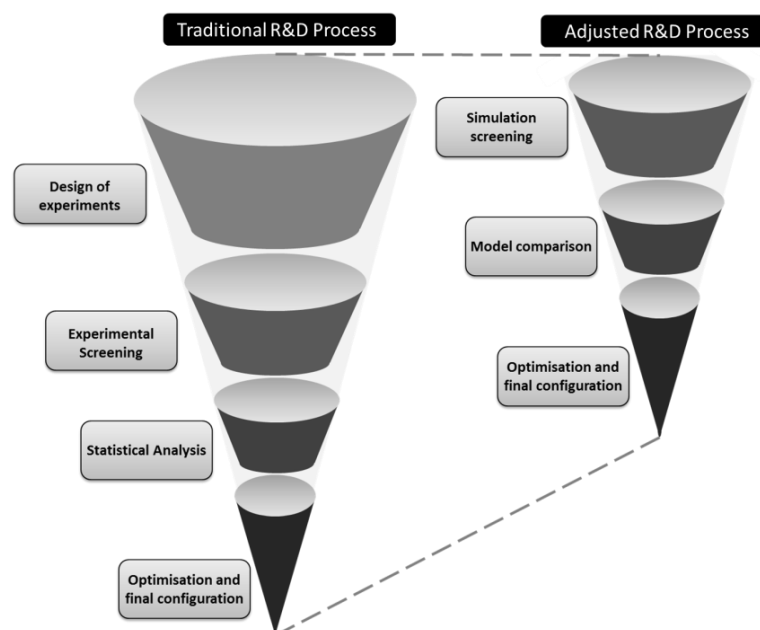 Traditional R&D Process
Adjusted R&D Process
Simulation
screening
Design of
experiments
Model comparison
Experimental
Screening
Optimisation and
final configuration
Statistical Analysis
Optimisation and
final configuration